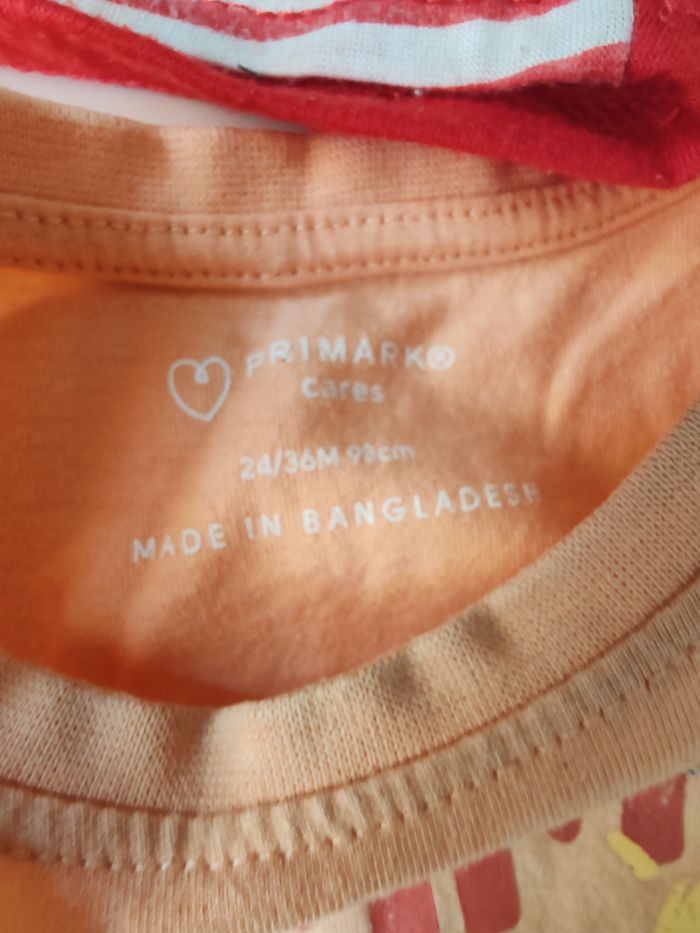 PRIMARK®
cares
24/36M 98cm
MADE IN BANGLADESH